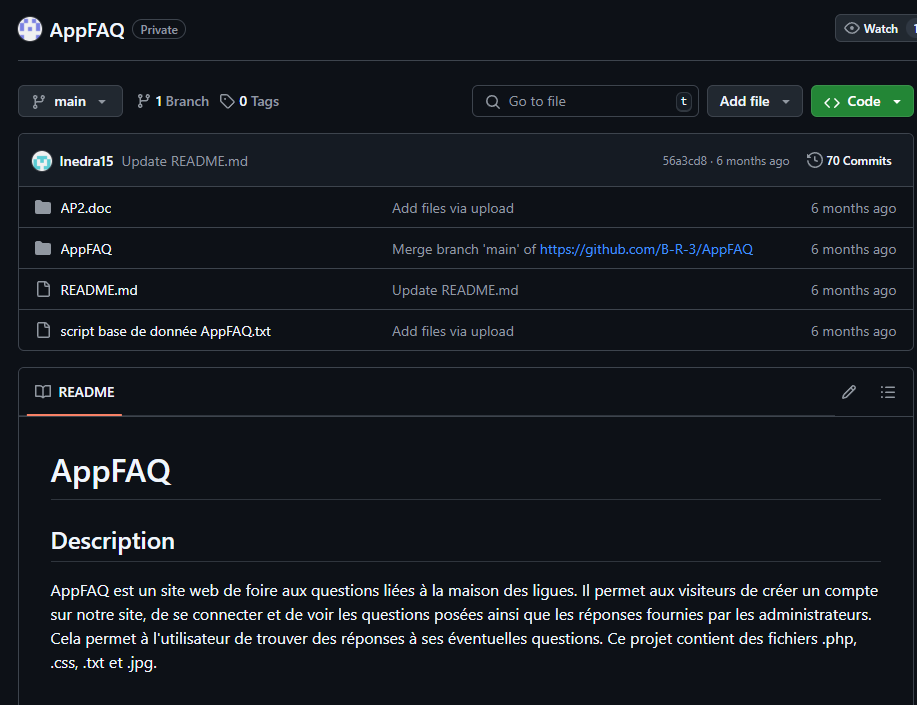 AppFAQ Private
Watch 1
main 1 Branch 0 Tags
Go to file t
Add file
Code
Inedra15 Update README.md 56a3cd8 · 6 months ago 70 Commits
AP2.doc Add files via upload 6 months ago
AppFAQ Merge branch 'main' of https://github.com/B-R-3/AppFAQ 6 months ago
README.md Update README.md 6 months ago
script base de donnée AppFAQ.txt Add files via upload 6 months ago
README
AppFAQ
Description
AppFAQ est un site web de foire aux questions liées à la maison des ligues. Il permet aux visiteurs de créer un compte
sur notre site, de se connecter et de voir les questions posées ainsi que les réponses fournies par les administrateurs.
Cela permet à l'utilisateur de trouver des réponses à ses éventuelles questions. Ce projet contient des fichiers .php,
.css, .txt et .jpg.